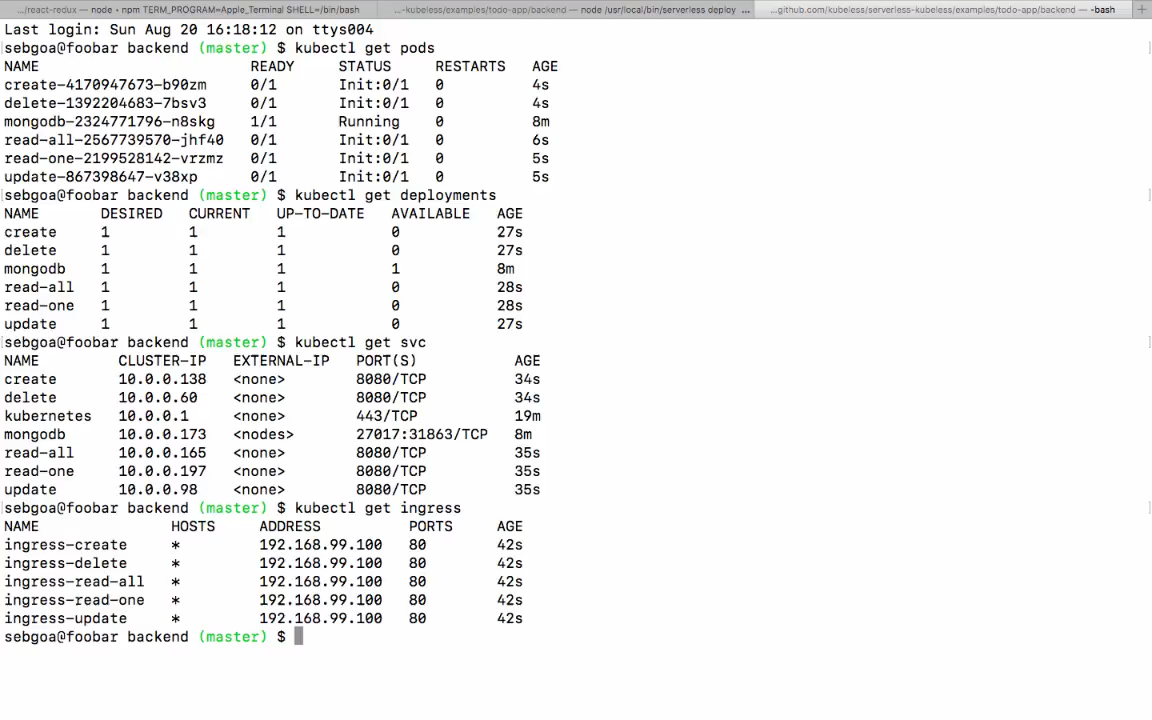 .../react-redux — node • npm TERM_PROGRAM=Apple_Terminal SHELL=/bin/bash
...-kubeless/examples/todo-app/backend — node /usr/local/bin/serverless deploy ...
...github.com/kubeless/serverless-kubeless/examples/todo-app/backend — -bash
+
Last login: Sun Aug 20 16:18:12 on ttys004
[sebgoa@foobar backend (master) $ kubectl get pods ]
NAME READY STATUS RESTARTS AGE
create-4170947673-b90zm 0/1 Init:0/1 0 4s
delete-1392204683-7bsv3 0/1 Init:0/1 0 4s
mongodb-2324771796-n8skg 1/1 Running 0 8m
read-all-2567739570-jhf40 0/1 Init:0/1 0 6s
read-one-2199528142-vrzmz 0/1 Init:0/1 0 5s
update-867398647-v38xp 0/1 Init:0/1 0 5s
[sebgoa@foobar backend (master) $ kubectl get deployments ]
NAME DESIRED CURRENT UP-TO-DATE AVAILABLE AGE
create 1 1 1 0 27s
delete 1 1 1 0 27s
mongodb 1 1 1 1 8m
read-all 1 1 1 0 28s
read-one 1 1 1 0 28s
update 1 1 1 0 27s
[sebgoa@foobar backend (master) $ kubectl get svc ]
NAME CLUSTER-IP EXTERNAL-IP PORT(S) AGE
create 10.0.0.138 <none> 8080/TCP 34s
delete 10.0.0.60 <none> 8080/TCP 34s
kubernetes 10.0.0.1 <none> 443/TCP 19m
mongodb 10.0.0.173 <nodes> 27017:31863/TCP 8m
read-all 10.0.0.165 <none> 8080/TCP 35s
read-one 10.0.0.197 <none> 8080/TCP 35s
update 10.0.0.98 <none> 8080/TCP 35s
[sebgoa@foobar backend (master) $ kubectl get ingress ]
NAME HOSTS ADDRESS PORTS AGE
ingress-create * 192.168.99.100 80 42s
ingress-delete * 192.168.99.100 80 42s
ingress-read-all * 192.168.99.100 80 42s
ingress-read-one * 192.168.99.100 80 42s
ingress-update * 192.168.99.100 80 42s
sebgoa@foobar backend (master) $